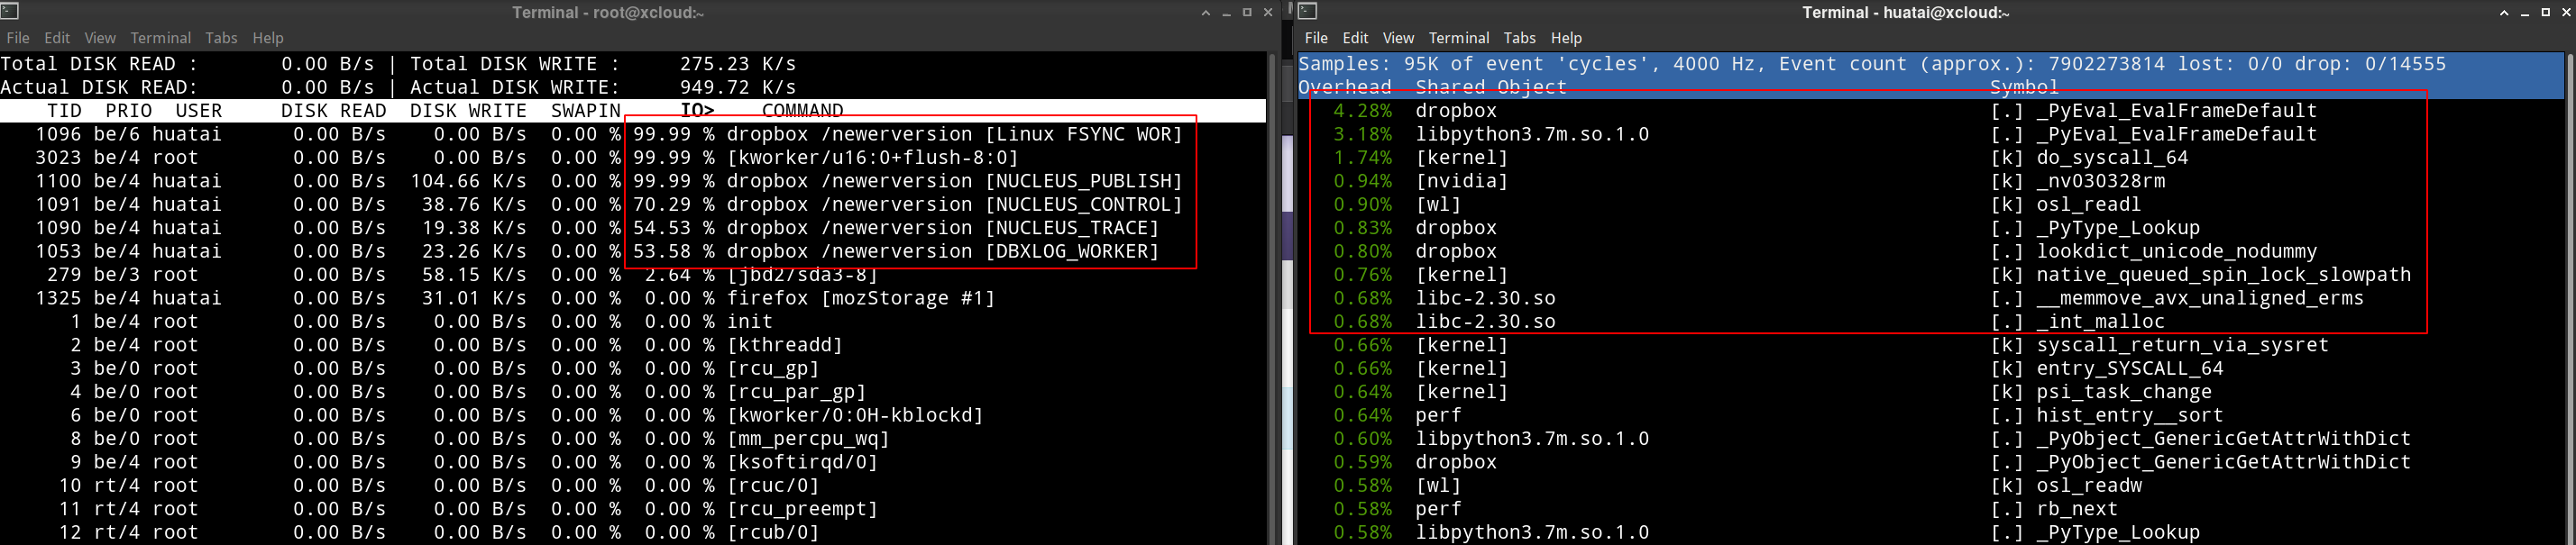 Terminal - root@xcloud:~
File Edit View Terminal Tabs Help
Total DISK READ : 0.00 B/s | Total DISK WRITE : 275.23 K/s
Actual DISK READ: 0.00 B/s | Actual DISK WRITE: 949.72 K/s
TID PRIO USER DISK READ DISK WRITE SWAPIN IO> COMMAND
1096 be/6 huatai 0.00 B/s 0.00 B/s 0.00 % 99.99 % dropbox /newerversion [Linux FSYNC WOR]
3023 be/4 root 0.00 B/s 0.00 B/s 0.00 % 99.99 % [kworker/u16:0+flush-8:0]
1100 be/4 huatai 0.00 B/s 104.66 K/s 0.00 % 99.99 % dropbox /newerversion [NUCLEUS_PUBLISH]
1091 be/4 huatai 0.00 B/s 38.76 K/s 0.00 % 70.29 % dropbox /newerversion [NUCLEUS_CONTROL]
1090 be/4 huatai 0.00 B/s 19.38 K/s 0.00 % 54.53 % dropbox /newerversion [NUCLEUS_TRACE]
1053 be/4 huatai 0.00 B/s 23.26 K/s 0.00 % 53.58 % dropbox /newerversion [DBXLOG_WORKER]
279 be/3 root 0.00 B/s 58.15 K/s 0.00 % 2.64 % [jbd2/sda3-8]
1325 be/4 huatai 0.00 B/s 31.01 K/s 0.00 % 0.00 % firefox [mozStorage #1]
1 be/4 root 0.00 B/s 0.00 B/s 0.00 % 0.00 % init
2 be/4 root 0.00 B/s 0.00 B/s 0.00 % 0.00 % [kthreadd]
3 be/0 root 0.00 B/s 0.00 B/s 0.00 % 0.00 % [rcu_gp]
4 be/0 root 0.00 B/s 0.00 B/s 0.00 % 0.00 % [rcu_par_gp]
6 be/0 root 0.00 B/s 0.00 B/s 0.00 % 0.00 % [kworker/0:0H-kblockd]
8 be/0 root 0.00 B/s 0.00 B/s 0.00 % 0.00 % [mm_percpu_wq]
9 be/4 root 0.00 B/s 0.00 B/s 0.00 % 0.00 % [ksoftirqd/0]
10 rt/4 root 0.00 B/s 0.00 B/s 0.00 % 0.00 % [rcuc/0]
11 rt/4 root 0.00 B/s 0.00 B/s 0.00 % 0.00 % [rcu_preempt]
12 rt/4 root 0.00 B/s 0.00 B/s 0.00 % 0.00 % [rcub/0]
Terminal - huatai@xcloud:~
File Edit View Terminal Tabs Help
Samples: 95K of event 'cycles', 4000 Hz, Event count (approx.): 7902273814 lost: 0/0 drop: 0/14555
Overhead Shared Object Symbol
4.28% dropbox [.] _PyEval_EvalFrameDefault
3.18% libpython3.7m.so.1.0 [.] _PyEval_EvalFrameDefault
1.74% [kernel] [k] do_syscall_64
0.94% [nvidia] [k] _nv030328rm
0.90% [wl] [k] osl_readl
0.83% dropbox [.] _PyType_Lookup
0.80% dropbox [.] lookdict_unicode_nodummy
0.76% [kernel] [k] native_queued_spin_lock_slowpath
0.68% libc-2.30.so [.] __memmove_avx_unaligned_erms
0.68% libc-2.30.so [.] _int_malloc
0.66% [kernel] [k] syscall_return_via_sysret
0.66% [kernel] [k] entry_SYSCALL_64
0.64% [kernel] [k] psi_task_change
0.64% perf [.] hist_entry__sort
0.60% libpython3.7m.so.1.0 [.] _PyObject_GenericGetAttrWithDict
0.59% dropbox [.] _PyObject_GenericGetAttrWithDict
0.58% [wl] [k] osl_readw
0.58% perf [.] rb_next
0.58% libpython3.7m.so.1.0 [.] _PyType_Lookup